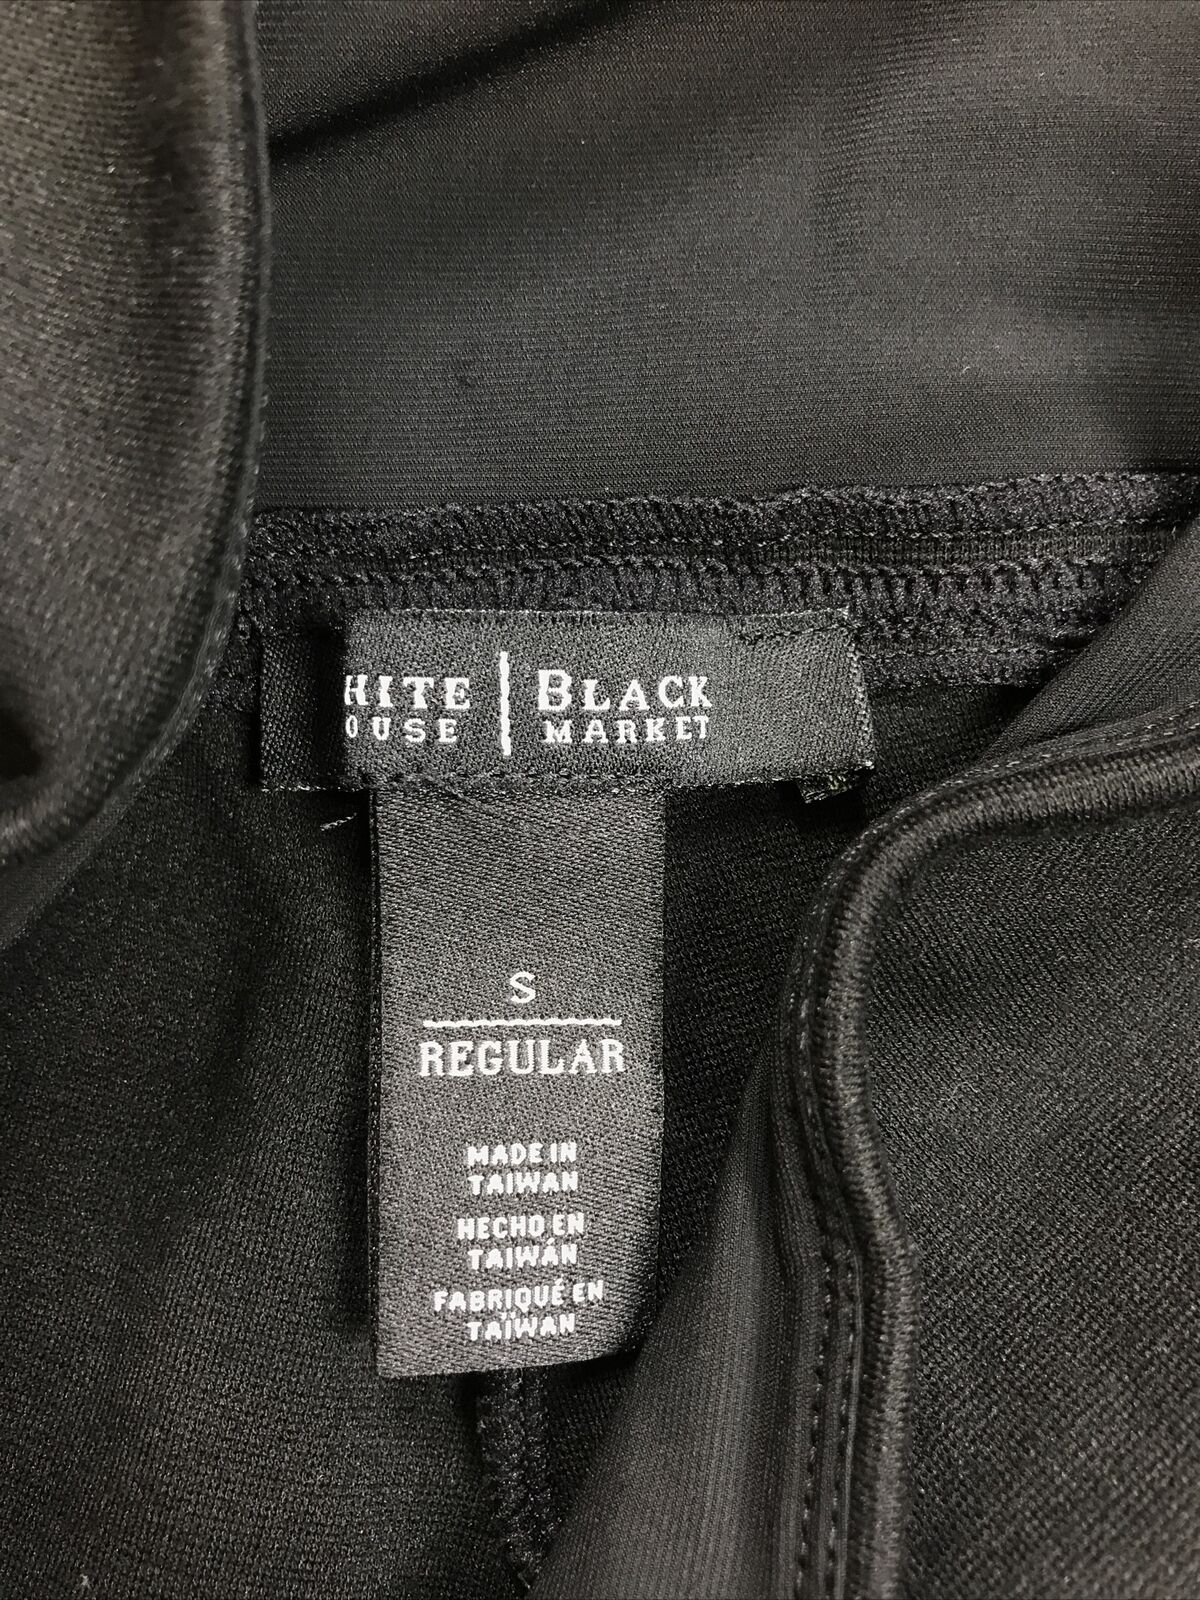 HITE | BLACK
OUSE MARKET
S
REGULAR
MADE IN
TAIWAN
HECHO EN
TAIWÁN
FABRIQUÉ EN
TAÏWAN